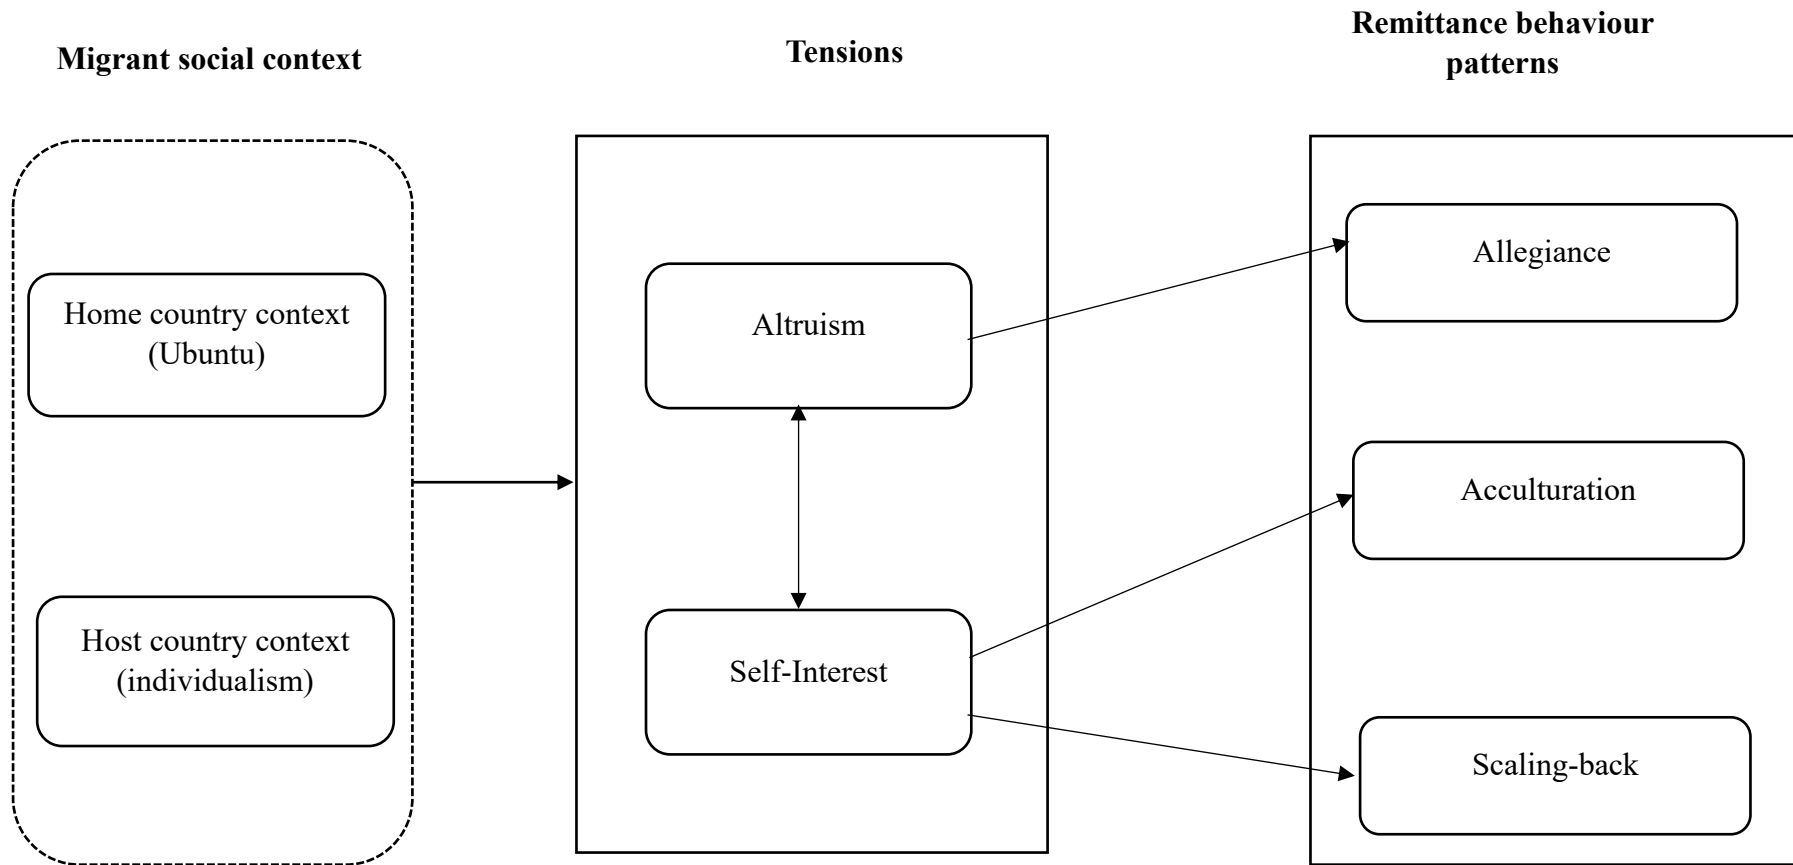 Migrant social context
Tensions
Remittance behaviour
patterns
Home country context
(Ubuntu)
Host country context
(individualism)
Altruism
Self-Interest
Allegiance
Acculturation
Scaling-back